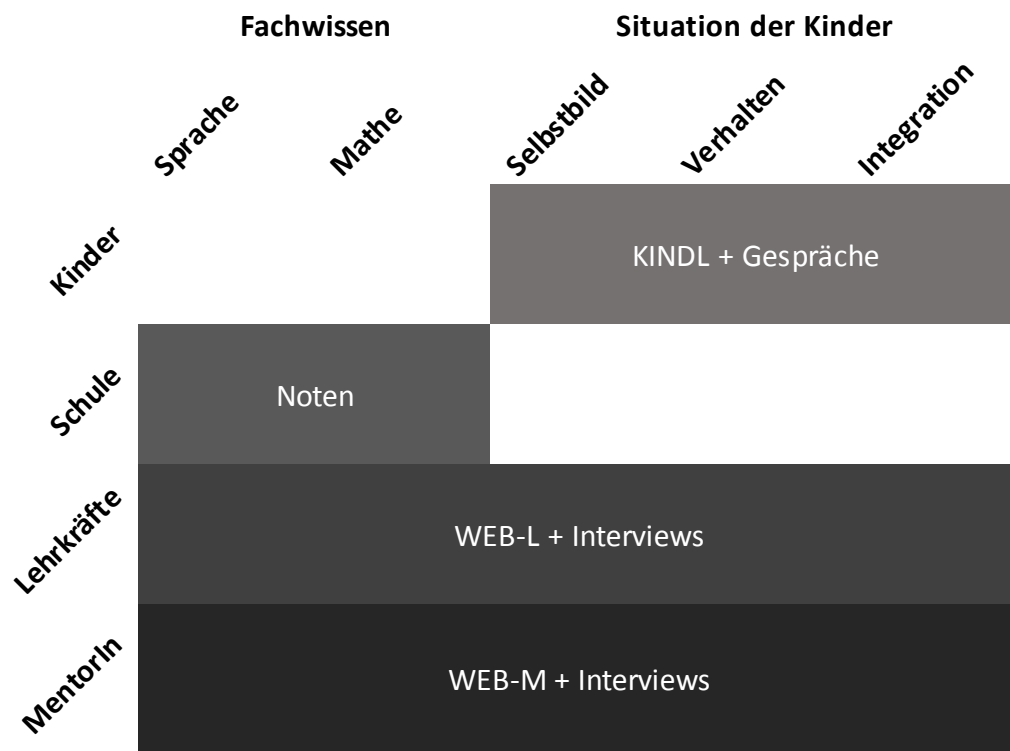 Fachwissen
Situation der Kinder
Sprache
Mathe
Selbstbild
Verhalten
Integration
Kinder
KINDL + Gespräche
Schule
Noten
Lehrkräfte
WEB-L + Interviews
MentorIn
WEB-M + Interviews